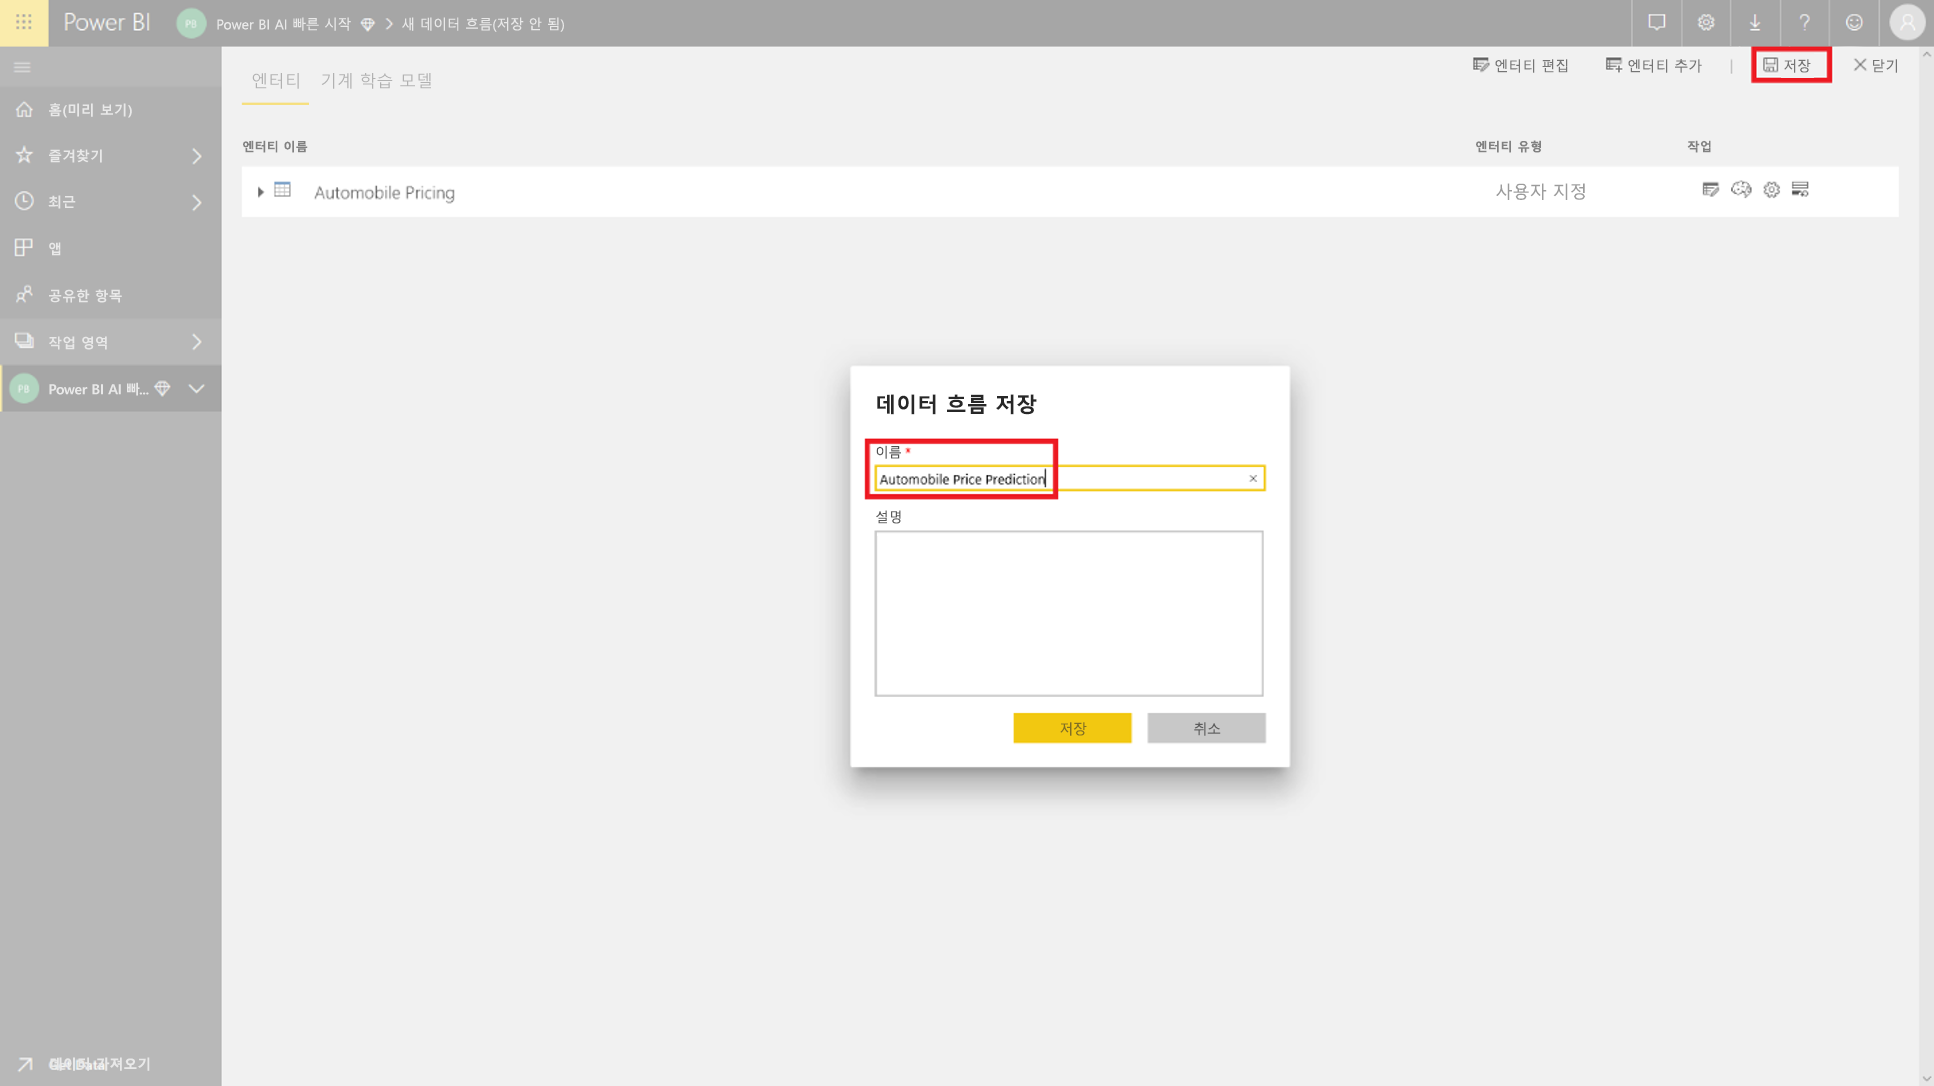 Power BI PB Power BI AI 빠른 시작 > 새 데이터 흐름(저장 안 됨) ?
엔터티 기계 학습 모델
엔터티 편집 엔터티 추가 | 저장 닫기
홈(미리 보기)
즐겨찾기
최근
앱
공유한 항목
작업 영역
PB Power BI AI 빠...
엔터티 이름 엔터티 유형 작업
Automobile Pricing 사용자 지정
데이터 흐름 저장
이름 *
Automobile Price Prediction
설명
저장 취소
데이터 가져오기